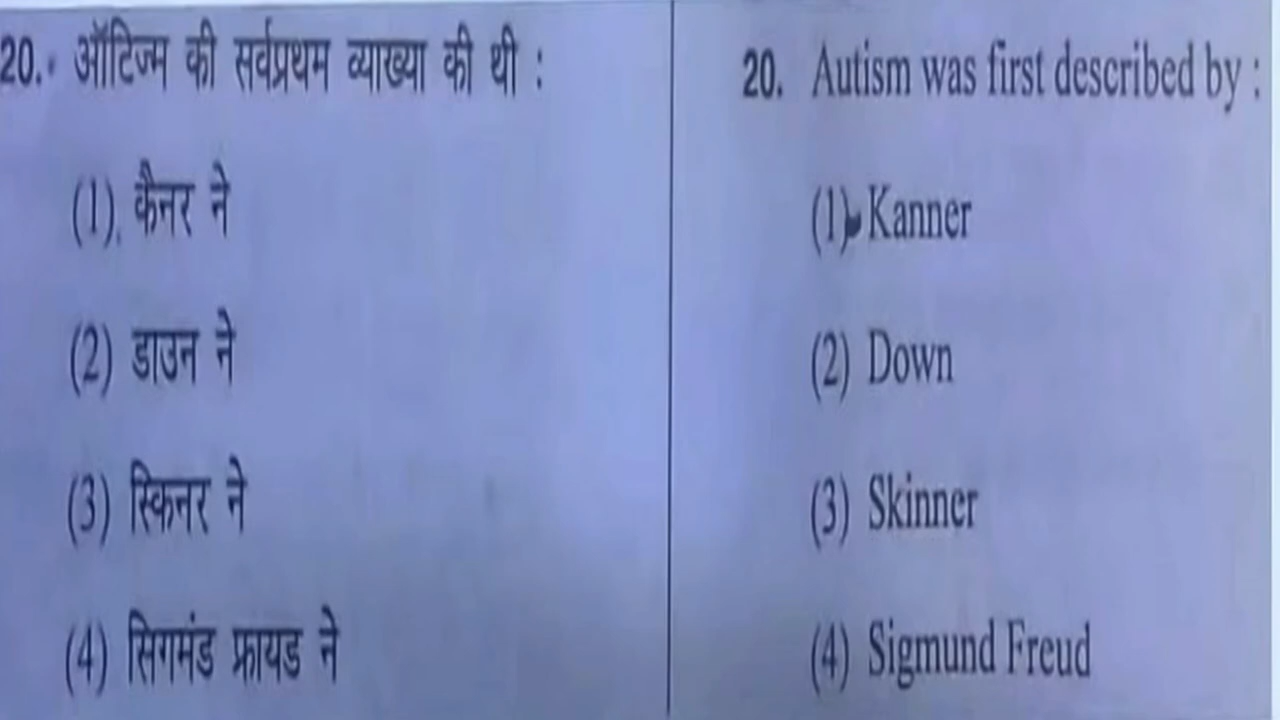 20. ऑटिज्म की सर्वप्रथम व्याख्या की थी :
(1) कैनर ने
(2) डाउन ने
(3) स्किनर ने
(4) सिगमंड फ्रायड ने
20. Autism was first described by :
(1) Kanner
(2) Down
(3) Skinner
(4) Sigmund Freud